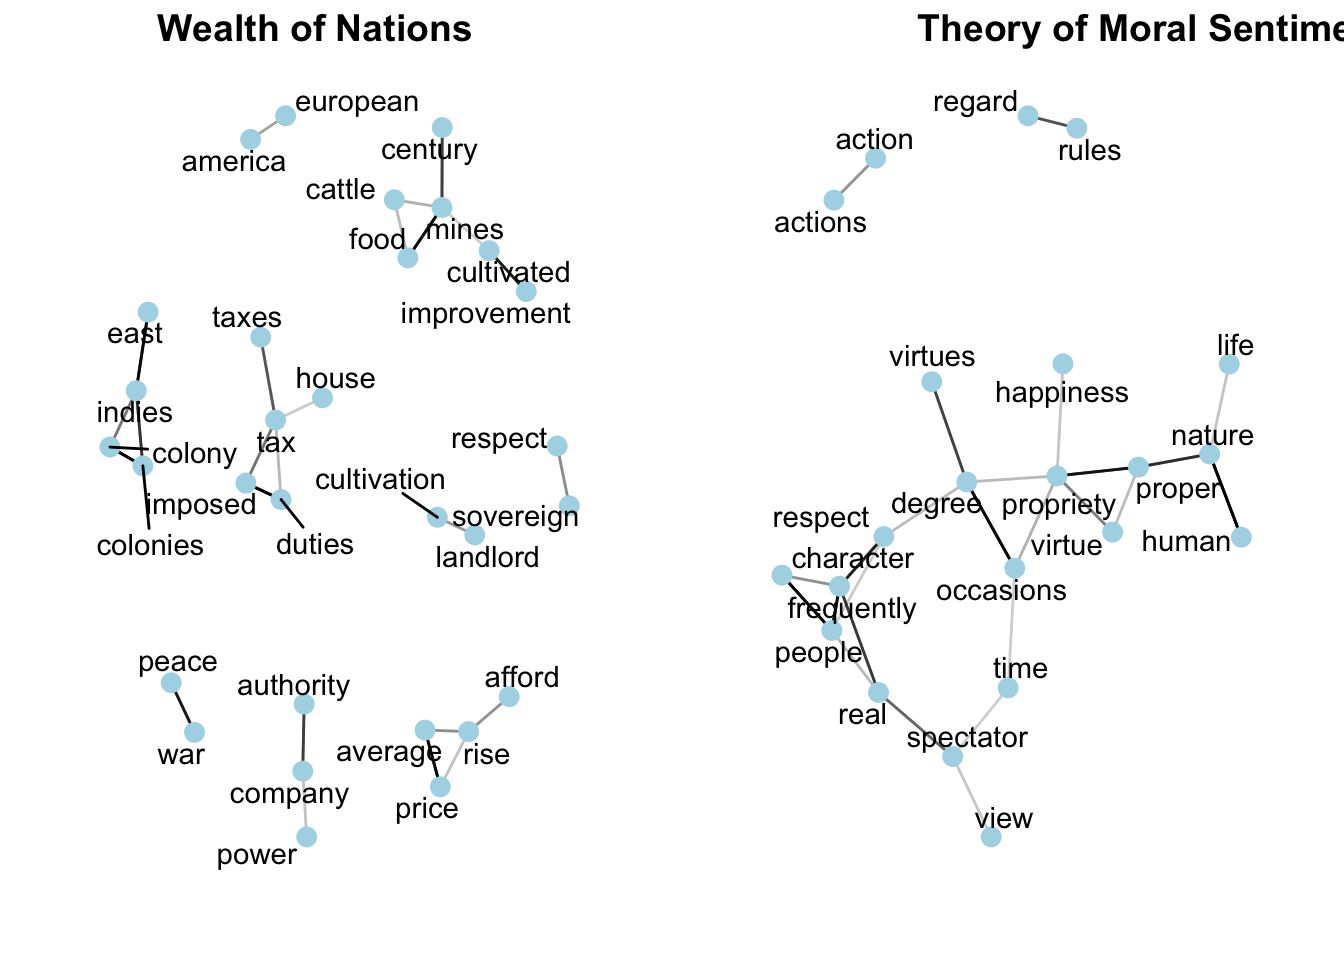 Wealth of Nations
european
america
century
cattle
mines
food
cultivated
improvement
east
taxes
house
indies
tax
colony
imposed
colonies
duties
cultivation
respect
sovereign
landlord
peace
war
authority
company
power
afford
average
rise
price
Theory of Moral Sentime
regard
rules
action
actions
virtues
happiness
life
nature
degree
propriety
proper
respect
virtue
human
character
occasions
frequently
people
time
real
spectator
view